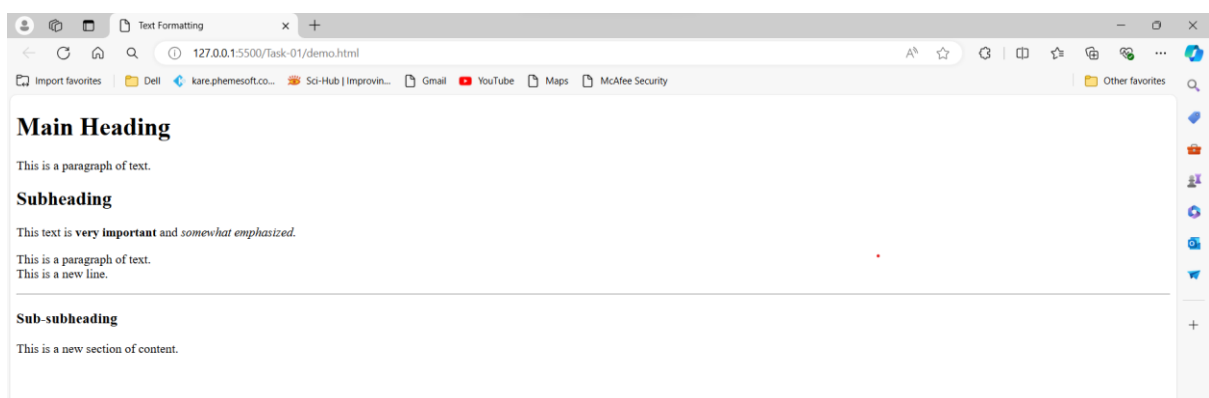 Text Formatting
127.0.0.1:5500/Task-01/demo.html
Import favorites Dell kare.phemesoft.co... Sci-Hub | Improvin... Gmail YouTube Maps McAfee Security Other favorites
Main Heading
This is a paragraph of text.
Subheading
This text is very important and somewhat emphasized.
This is a paragraph of text.
This is a new line.
Sub-subheading
This is a new section of content.